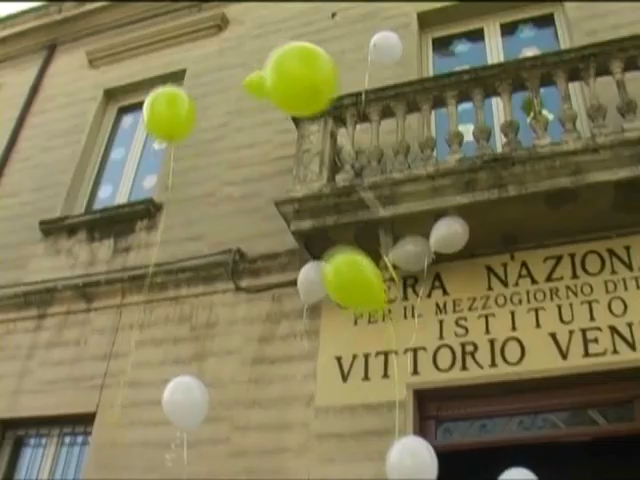 ERA NAZION
PER IL MEZZOGIORNO D'IT
ISTITUTO
VITTORIO VEN